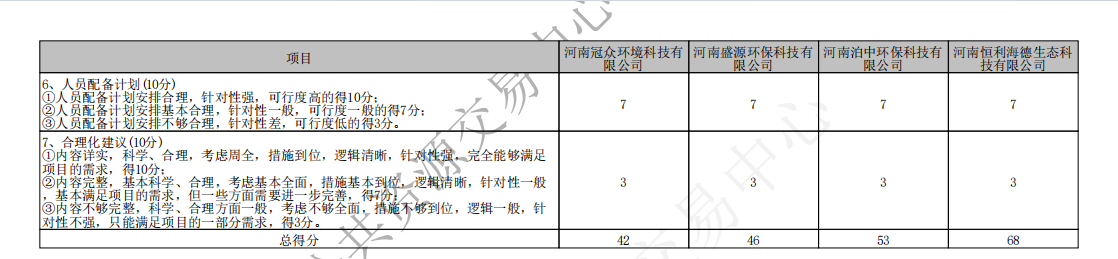 项目
河南冠众环境科技有限公司
河南盛源环保科技有限公司
河南泊中环保科技有限公司
河南恒利海德生态科技有限公司
6、人员配备计划(10分)
①人员配备计划安排合理，针对性强，可行度高的得10分；
②人员配备计划安排基本合理，针对性一般，可行度一般的得7分；
③人员配备计划安排不够合理，针对性差，可行度低的得3分。
7 7 7 7
7、合理化建议(10分)
①内容详实，科学、合理，考虑周全，措施到位，逻辑清晰，针对性强，完全能够满足
项目的需求，得10分；
②内容完整，基本科学、合理，考虑基本全面，措施基本到位，逻辑清晰，针对性一般
，基本满足项目的需求，但一些方面需要进一步完善，得7分；
③内容不够完整，科学、合理方面一般，考虑不够全面，措施不够到位，逻辑一般，针
对性不强，只能满足项目的一部分需求，得3分。
3 3 3 3
总得分 42 46 53 68
共资源交易中心
交易中心